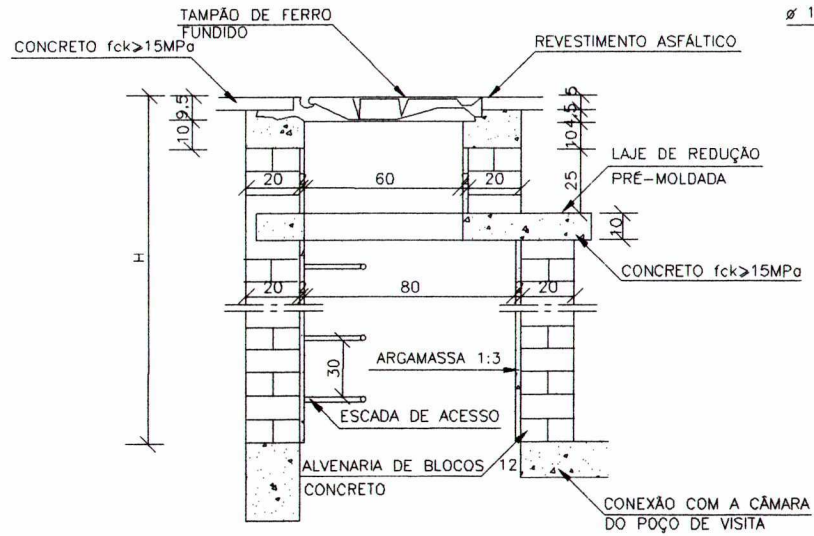 TAMPÃO DE FERRO
FUNDIDO
ø 1
CONCRETO fck≥15MPa
REVESTIMENTO ASFÁLTICO
9,5
10
5
4,5
10
25
LAJE DE REDUÇÃO
PRÉ-MOLDADA
20
60
20
10
H
CONCRETO fck≥15MPa
20
80
20
30
ARGAMASSA 1:3
ESCADA DE ACESSO
ALVENARIA DE BLOCOS 12
CONCRETO
CONEXÃO COM A CÂMARA
DO POÇO DE VISITA